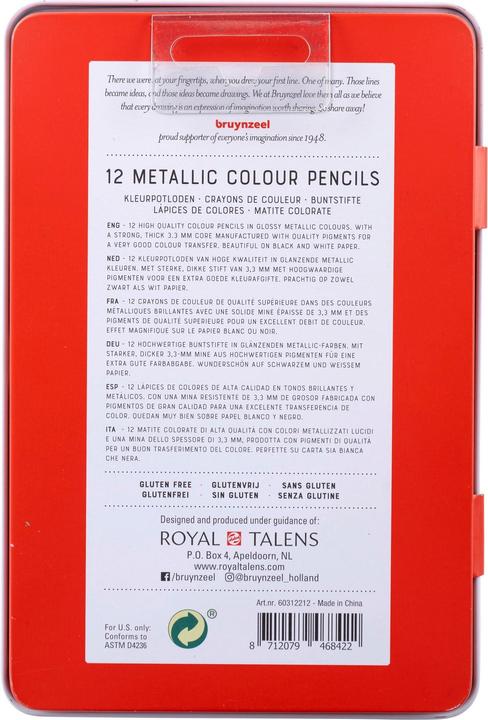 There we were, at your fingertips, when you drew your first line. One of many. Those lines
became ideas, and those ideas became drawings. We at Bruynzeel love them all as we believe
that every drawing is an expression of imagination worth sharing. So share away!
bruynzeel
proud supporter of everyone's imagination since 1948.
12 METALLIC COLOUR PENCILS
KLEURPOTLODEN · CRAYONS DE COULEUR · BUNTSTIFTE
LÁPICES DE COLORES · MATITE COLORATE
ENG - 12 HIGH QUALITY COLOUR PENCILS IN GLOSSY METALLIC COLOURS. WITH
A STRONG, THICK 3.3 MM CORE MANUFACTURED WITH QUALITY PIGMENTS FOR
A VERY GOOD COLOUR TRANSFER. BEAUTIFUL ON BLACK AND WHITE PAPER.
NED - 12 KLEURPOTLODEN VAN HOGE KWALITEIT IN GLANZENDE METALLIC
KLEUREN. MET STERKE, DIKKE STIFT VAN 3,3 MM MET HOOGWAARDIGE
PIGMENTEN VOOR EEN EXTRA GOEDE KLEURAFGIFTE. PRACHTIG OP ZOWEL
ZWART ALS WIT PAPIER.
FRA - 12 CRAYONS DE COULEUR DE QUALITÉ SUPÉRIEURE DANS DES COULEURS
MÉTALLIQUES BRILLANTES AVEC UNE SOLIDE MINE ÉPAISSE DE 3,3 MM ET DES
PIGMENTS DE QUALITÉ SUPERIEURE POUR UN EXCELLENT DEBIT DE COULEUR.
EFFET MAGNIFIQUE SUR LE PAPIER BLANC OU NOIR.
DEU - 12 HOCHWERTIGE BUNTSTIFTE IN GLÄNZENDEN METALLIC-FARBEN. MIT
STARKER, DICKER 3,3-MM MINE AUS HOCHWERTIGEN PIGMENTEN FÜR EINE
EXTRA GUTE FARBABGABE. WUNDERSCHÖN AUF SCHWARZEM UND WEISSEM
PAPIER.
ESP - 12 LÁPICES DE COLORES DE ALTA CALIDAD EN TONOS BRILLANTES Y
METÁLICOS. CON UNA MINA RESISTENTE DE 3,3 MM DE GROSOR FABRICADA CON
PIGMENTOS DE GRAN CALIDAD PARA UNA EXCELENTE TRANSFERENCIA DE
COLOR. QUEDAN MUY BIEN SOBRE PAPEL BLANCO Y NEGRO.
ITA - 12 MATITE COLORATE DI ALTA QUALITÀ CON COLORI METALLIZZATI LUCIDI
E UNA MINA DELLO SPESSORE DI 3,3 MM, PRODOTTA CON PIGMENTI DI QUALITÀ
PER UN BUON TRASFERIMENTO DEL COLORE. PERFETTE SU CARTA SIA BIANCA
CHE NERA.
GLUTEN FREE · GLUTENVRIJ · SANS GLUTEN
GLUTENFREI · SIN GLUTEN · SENZA GLUTINE
Designed and produced under guidance of:
ROYAL TALENS
P.O. Box 4, Apeldoorn, NL
www.royaltalens.com
/bruynzeel @bruynzeel_holland
Art.nr. 60312212 - Made in China
For U.S. only:
Conforms to
ASTM D4236
®
8 712079 468422